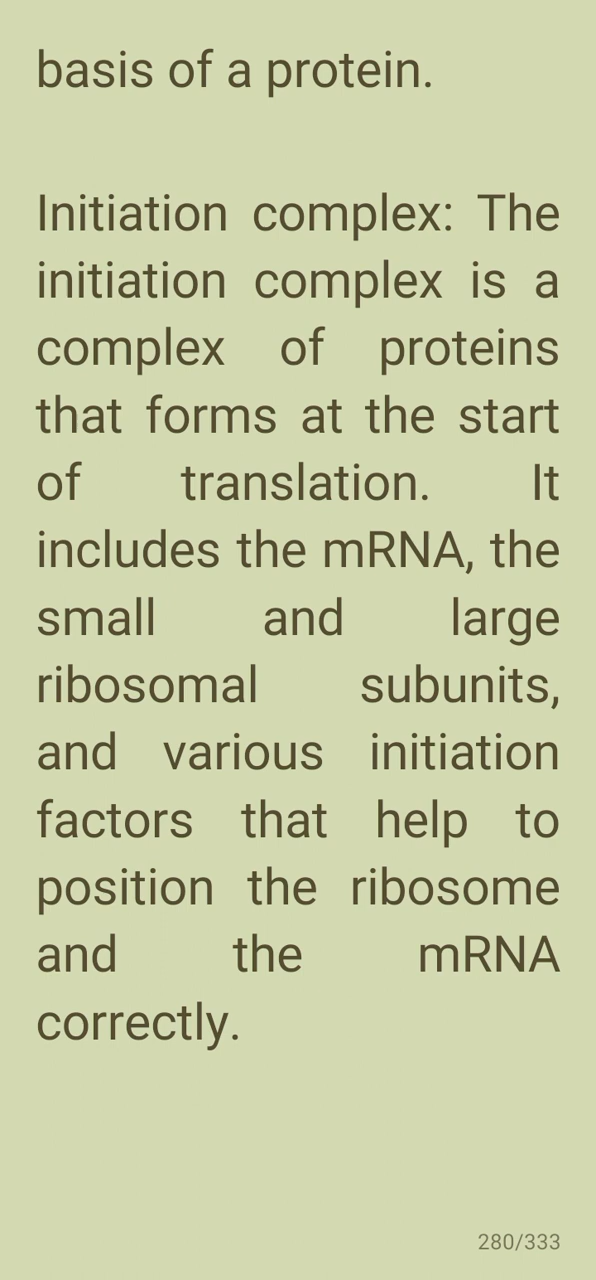 basis of a protein.
Initiation complex: The
initiation complex is a
complex of proteins
that forms at the start
of translation. It
includes the mRNA, the
small and large
ribosomal subunits,
and various initiation
factors that help to
position the ribosome
and the mRNA
correctly.
280/333